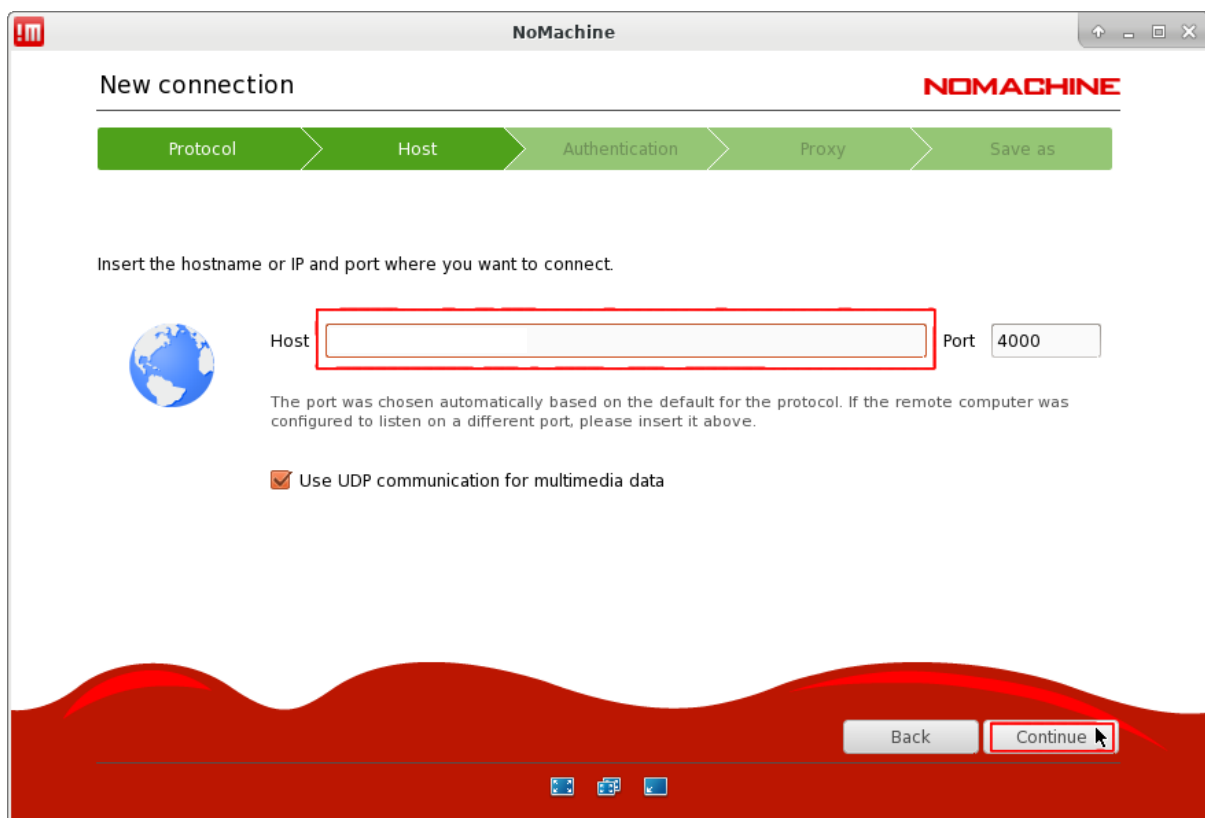 !m NoMachine
New connection
NOMACHINE
Protocol Host Authentication Proxy Save as
Insert the hostname or IP and port where you want to connect.
Host Port 4000
The port was chosen automatically based on the default for the protocol. If the remote computer was
configured to listen on a different port, please insert it above.
Use UDP communication for multimedia data
Back Continue